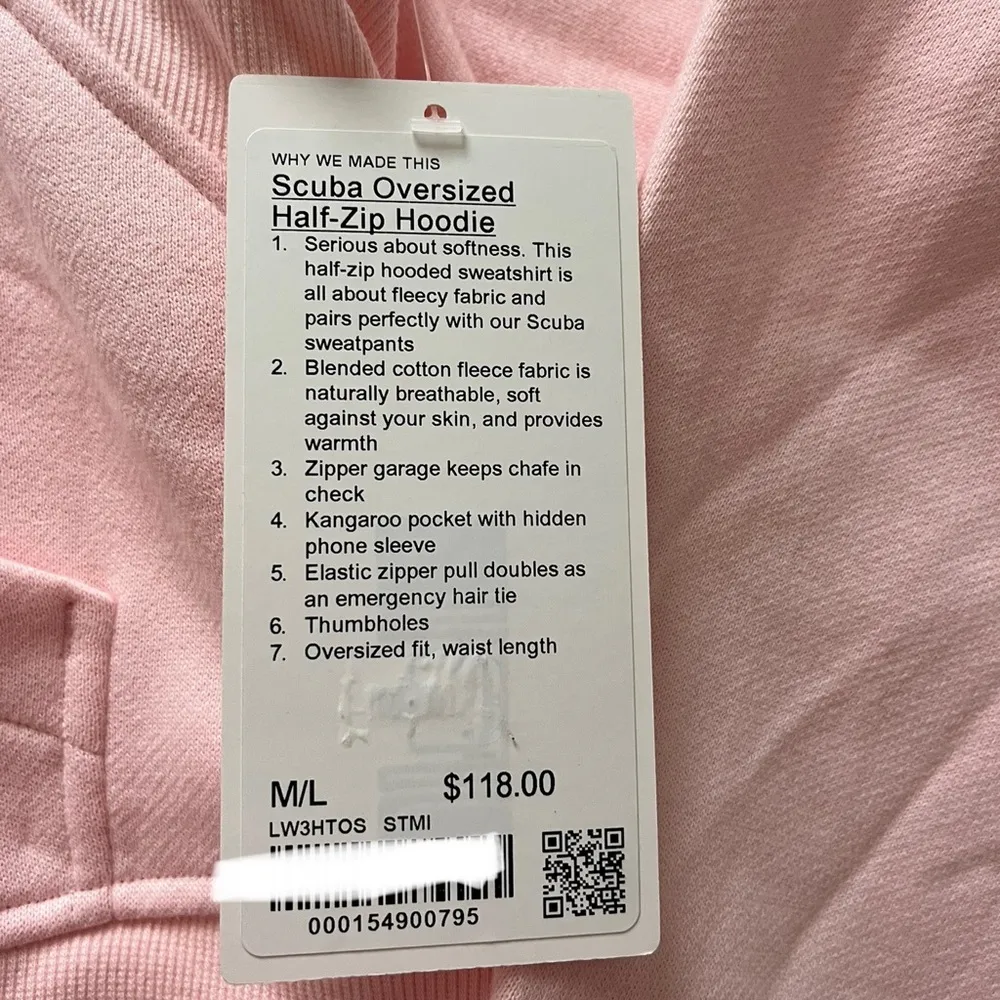 WHY WE MADE THIS
Scuba Oversized
Half-Zip Hoodie
1. Serious about softness. This
half-zip hooded sweatshirt is
all about fleecy fabric and
pairs perfectly with our Scuba
sweatpants
2. Blended cotton fleece fabric is
naturally breathable, soft
against your skin, and provides
warmth
3. Zipper garage keeps chafe in
check
4. Kangaroo pocket with hidden
phone sleeve
5. Elastic zipper pull doubles as
an emergency hair tie
6. Thumbholes
7. Oversized fit, waist length
M/L $118.00
LW3HTOS STMI
000154900795